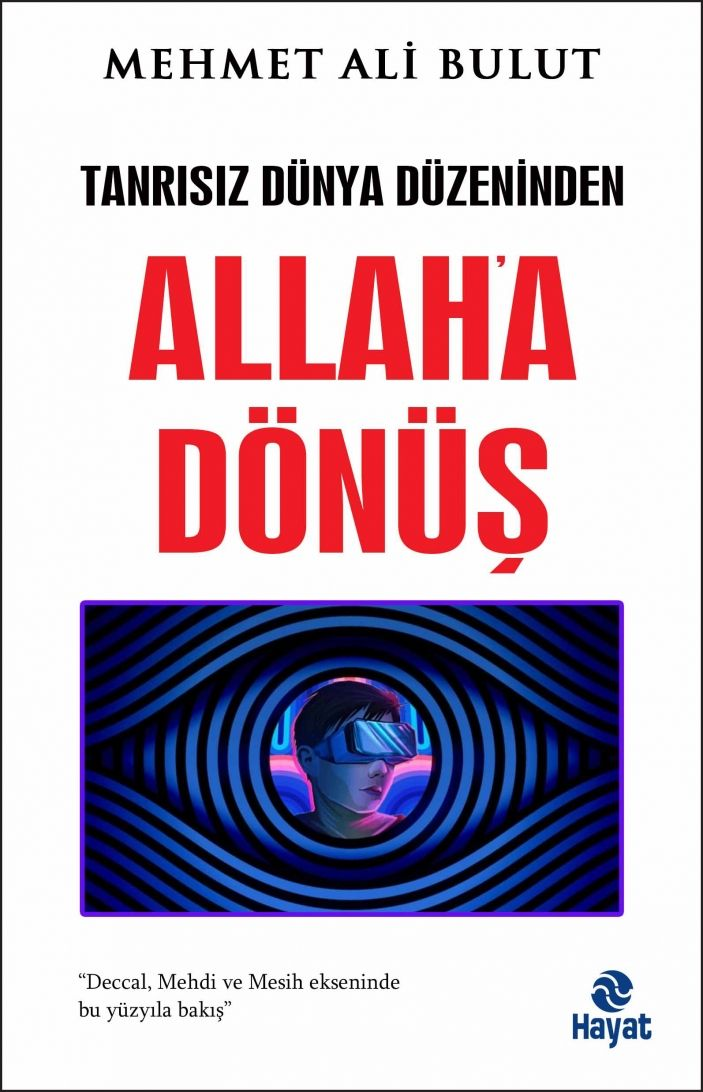 MEHMET ALİ BULUT
TANRISIZ DÜNYA DÜZENİNDEN
ALLAH'A
DÖNÜŞ
“Deccal, Mehdi ve Mesih ekseninde
bu yüzyıla bakış”
Hayat